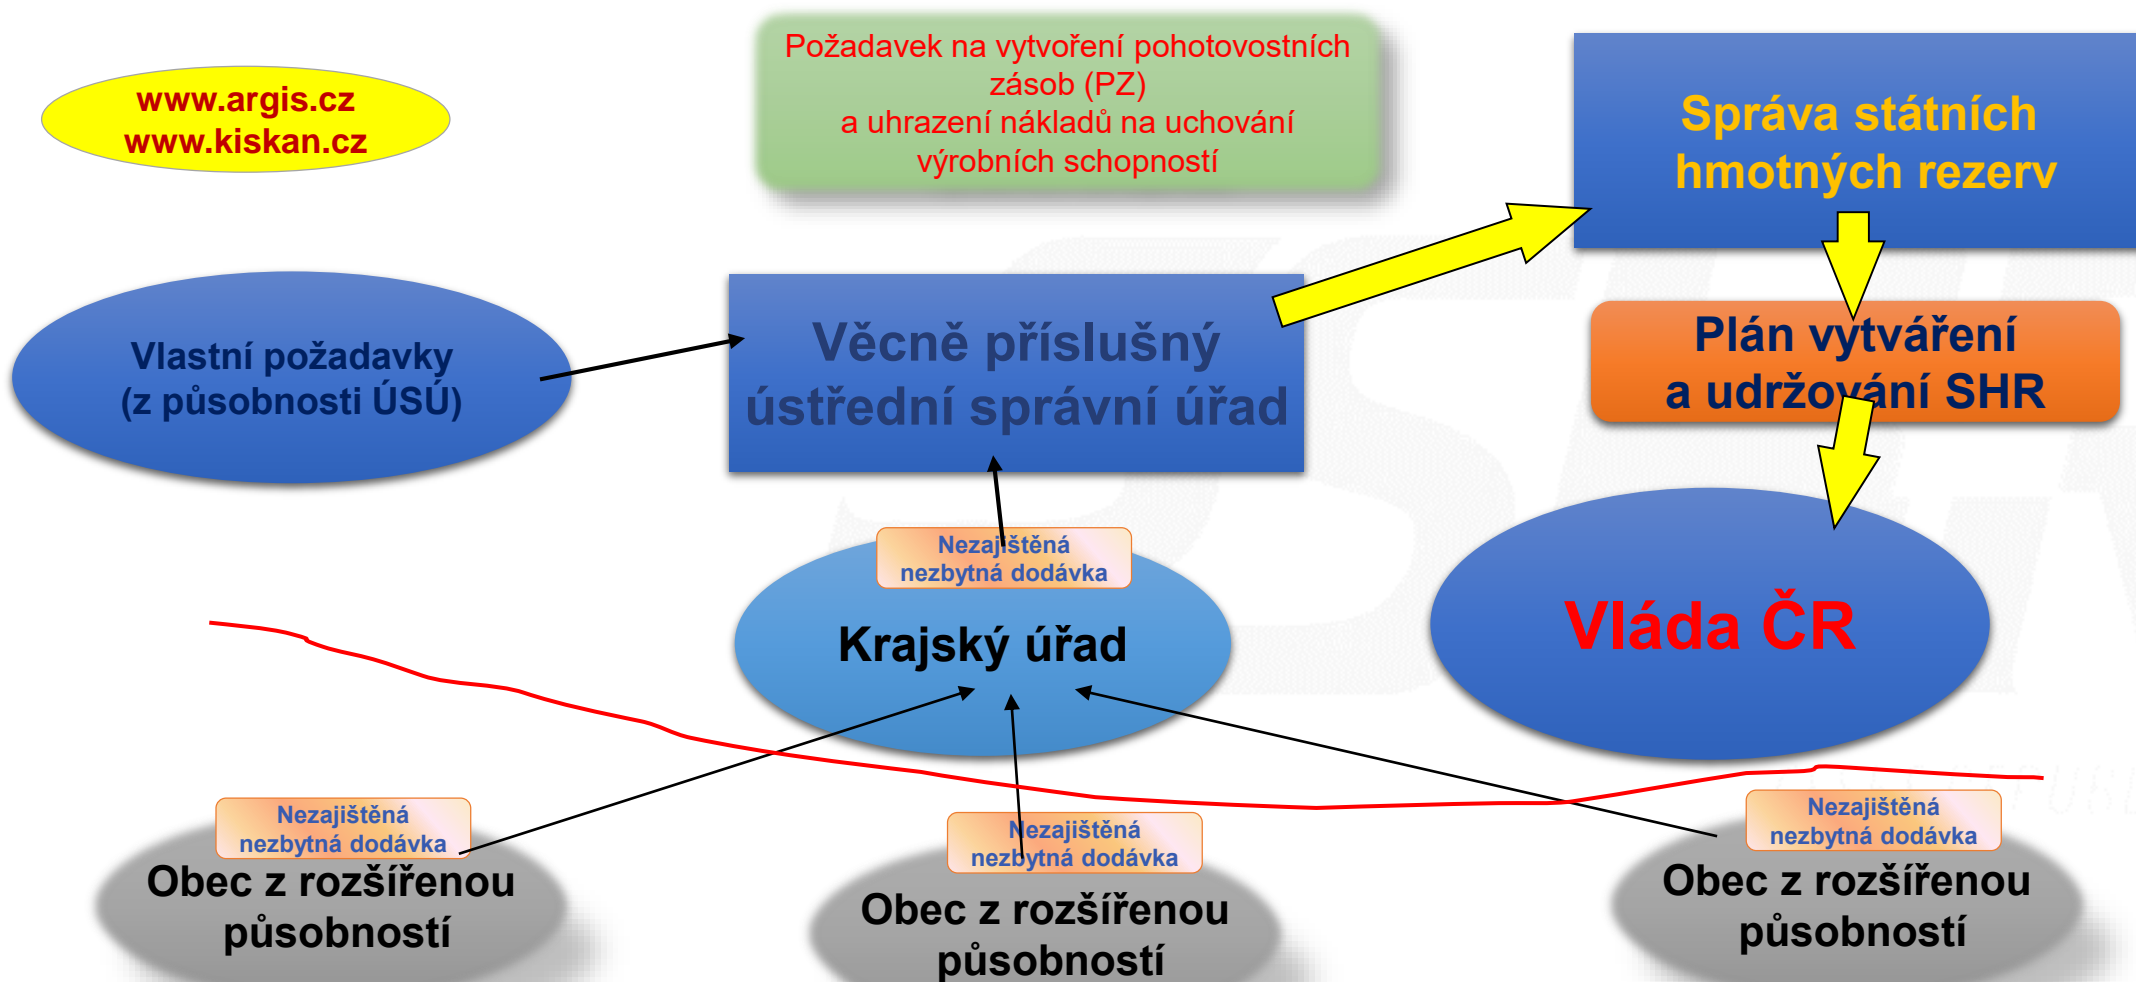 www.argis.cz
www.kiskan.cz
Požadavek na vytvoření pohotovostních
zásob (PZ)
a uhrazení nákladů na uchování
výrobních schopností
Správa státních
hmotných rezerv
Vlastní požadavky
(z působnosti ÚSÚ)
Věcně příslušný
ústřední správní úřad
Plán vytváření
a udržování SHR
Nezajištěná
nezbytná dodávka
Krajský úřad
Vláda ČR
Nezajištěná
nezbytná dodávka
Obec z rozšířenou
působností
Nezajištěná
nezbytná dodávka
Obec z rozšířenou
působností
Nezajištěná
nezbytná dodávka
Obec z rozšířenou
působností